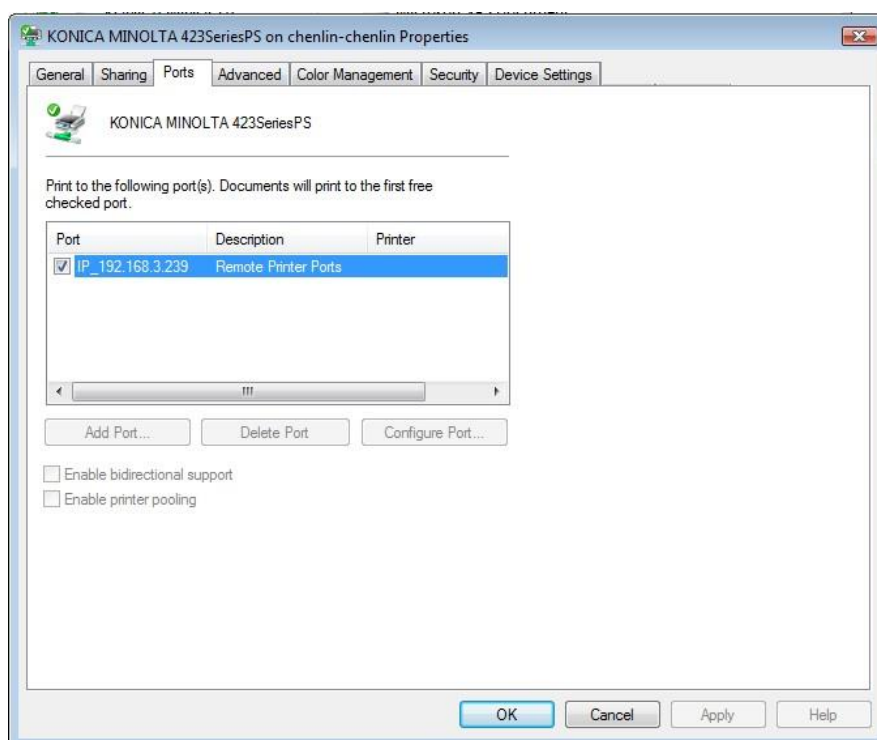 KONICA MINOLTA 423SeriesPS on chenlin-chenlin Properties
General Sharing Ports Advanced Color Management Security Device Settings
KONICA MINOLTA 423SeriesPS
Print to the following port(s). Documents will print to the first free
checked port.
Port Description Printer
IP_192.168.3.239 Remote Printer Ports
Add Port... Delete Port Configure Port...
Enable bidirectional support
Enable printer pooling
OK Cancel Apply Help